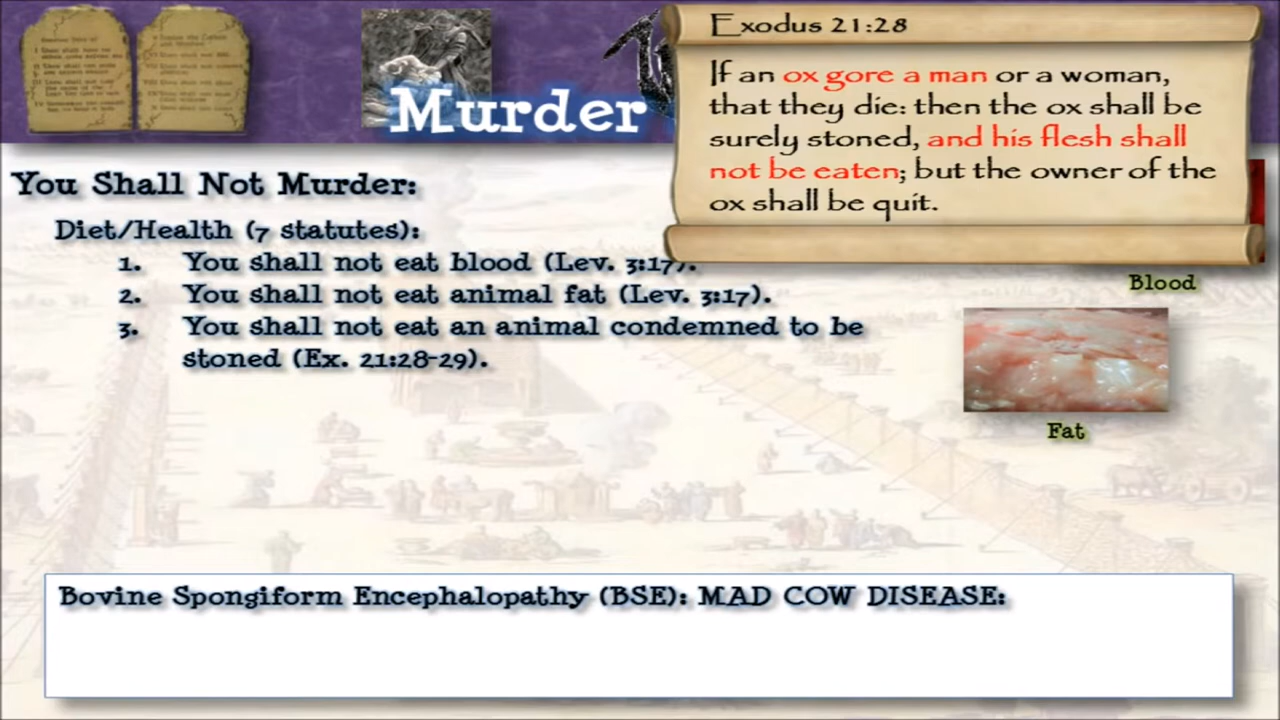 Murder
Exodus 21:28
If an ox gore a man or a woman,
that they die: then the ox shall be
surely stoned, and his flesh shall
not be eaten; but the owner of the
ox shall be quit.
You Shall Not Murder:
Diet/Health (7 statutes):
1. You shall not eat blood (Lev. 3:17).
2. You shall not eat animal fat (Lev. 3:17).
3. You shall not eat an animal condemned to be
stoned (Ex. 21:28-29).
Blood
Fat
Bovine Spongiform Encephalopathy (BSE): MAD COW DISEASE: